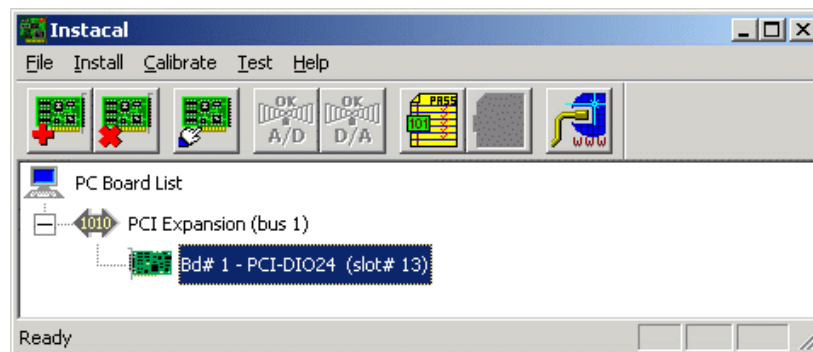 Instacal
File Install Calibrate Test Help
OK OK PASS
A/D D/A 101 WWW
PC Board List
1010 PCI Expansion (bus 1)
Bd# 1 - PCI-DIO24 (slot# 13)
Ready